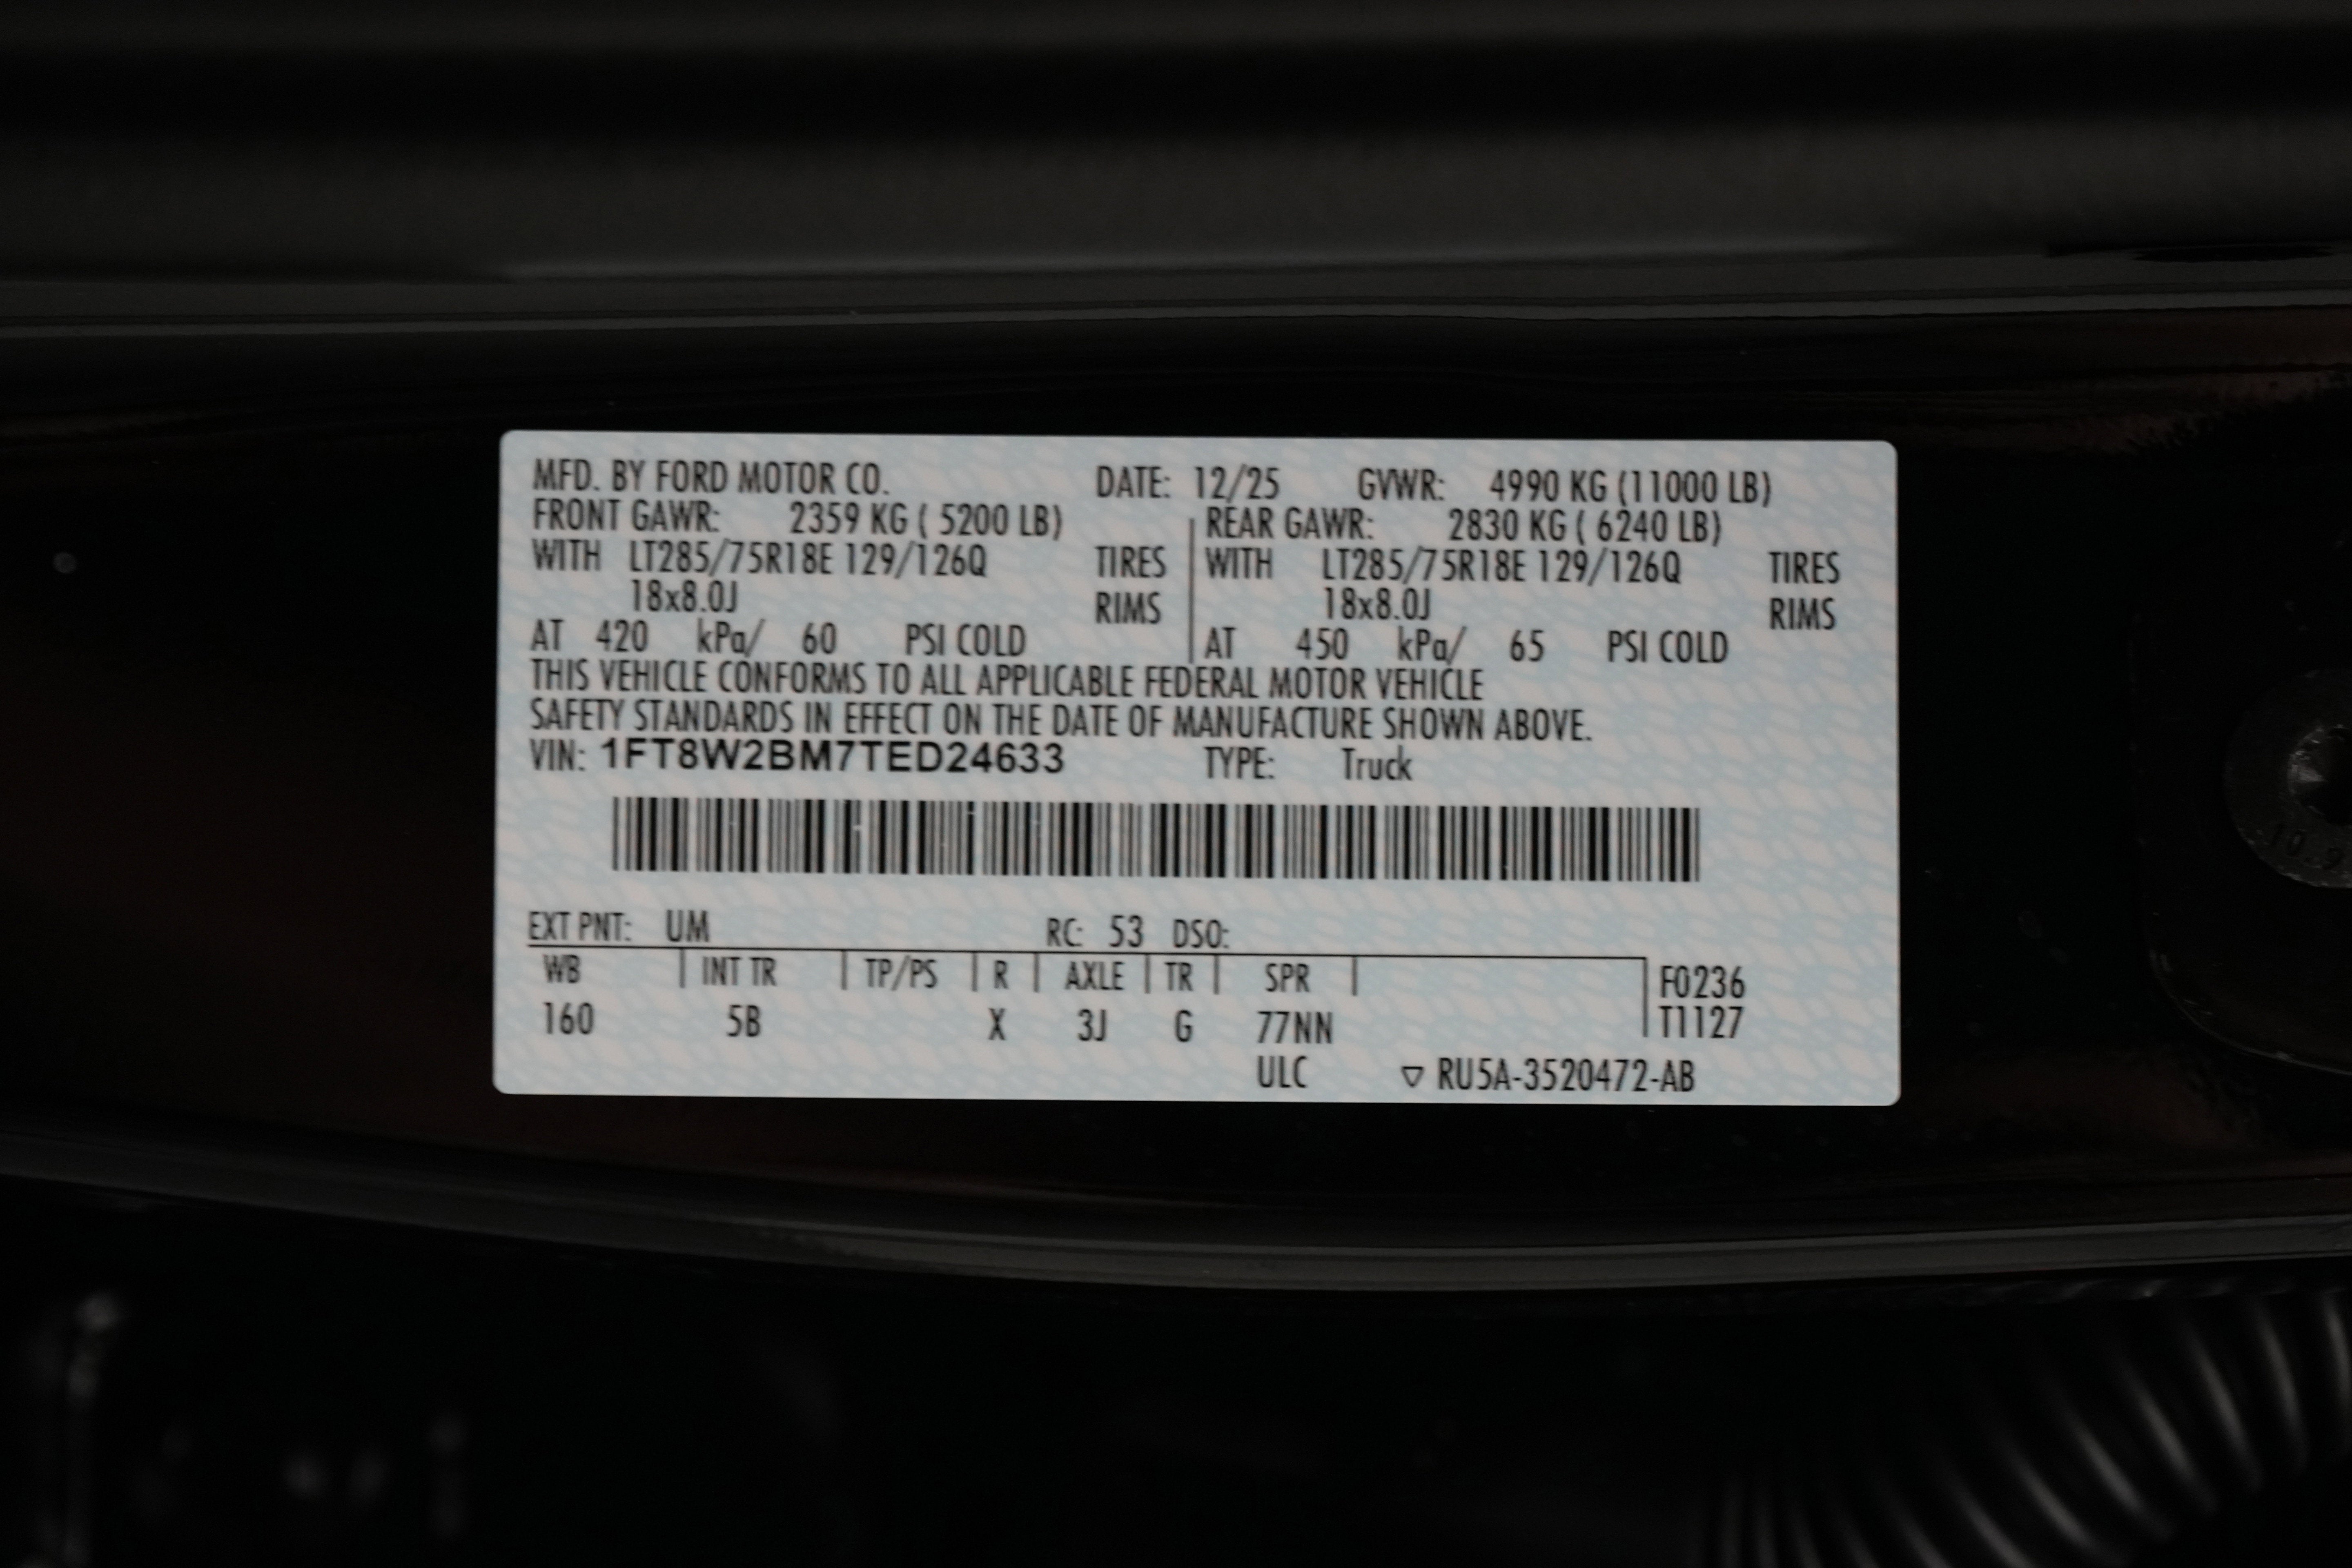 MFD. BY FORD MOTOR CO. DATE: 12/25 GVWR: 4990 KG (11000 LB)
FRONT GAWR: 2359 KG ( 5200 LB) REAR GAWR: 2830 KG ( 6240 LB)
WITH LT285/75R18E 129/126Q TIRES WITH LT285/75R18E 129/126Q TIRES
18x8.0J RIMS 18x8.0J RIMS
AT 420 kPa/ 60 PSI COLD AT 450 kPa/ 65 PSI COLD
THIS VEHICLE CONFORMS TO ALL APPLICABLE FEDERAL MOTOR VEHICLE
SAFETY STANDARDS IN EFFECT ON THE DATE OF MANUFACTURE SHOWN ABOVE.
VIN: 1FT8W2BM7TED24633 TYPE: Truck
EXT PNT: UM RC: 53 DSO:
WB INT TR TP/PS R AXLE TR SPR F0236
160 5B X 3J G 77NN T1127
ULC ▽ RU5A-3520472-AB